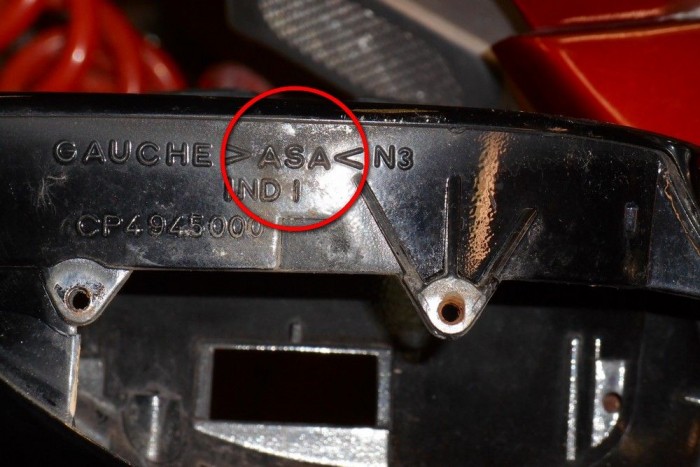 GAUCHE >ASA< N3
IND 1
CP4945000